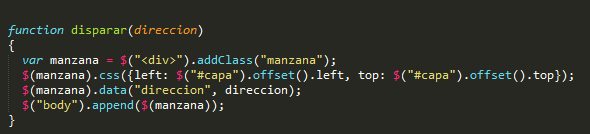 function disparar(direccion)
{
  var manzana = $("<div>").addClass("manzana");
  $(manzana).css({left: $("#capa").offset().left, top: $("#capa").offset().top});
  $(manzana).data("direccion", direccion);
  $("body").append($(manzana));
}